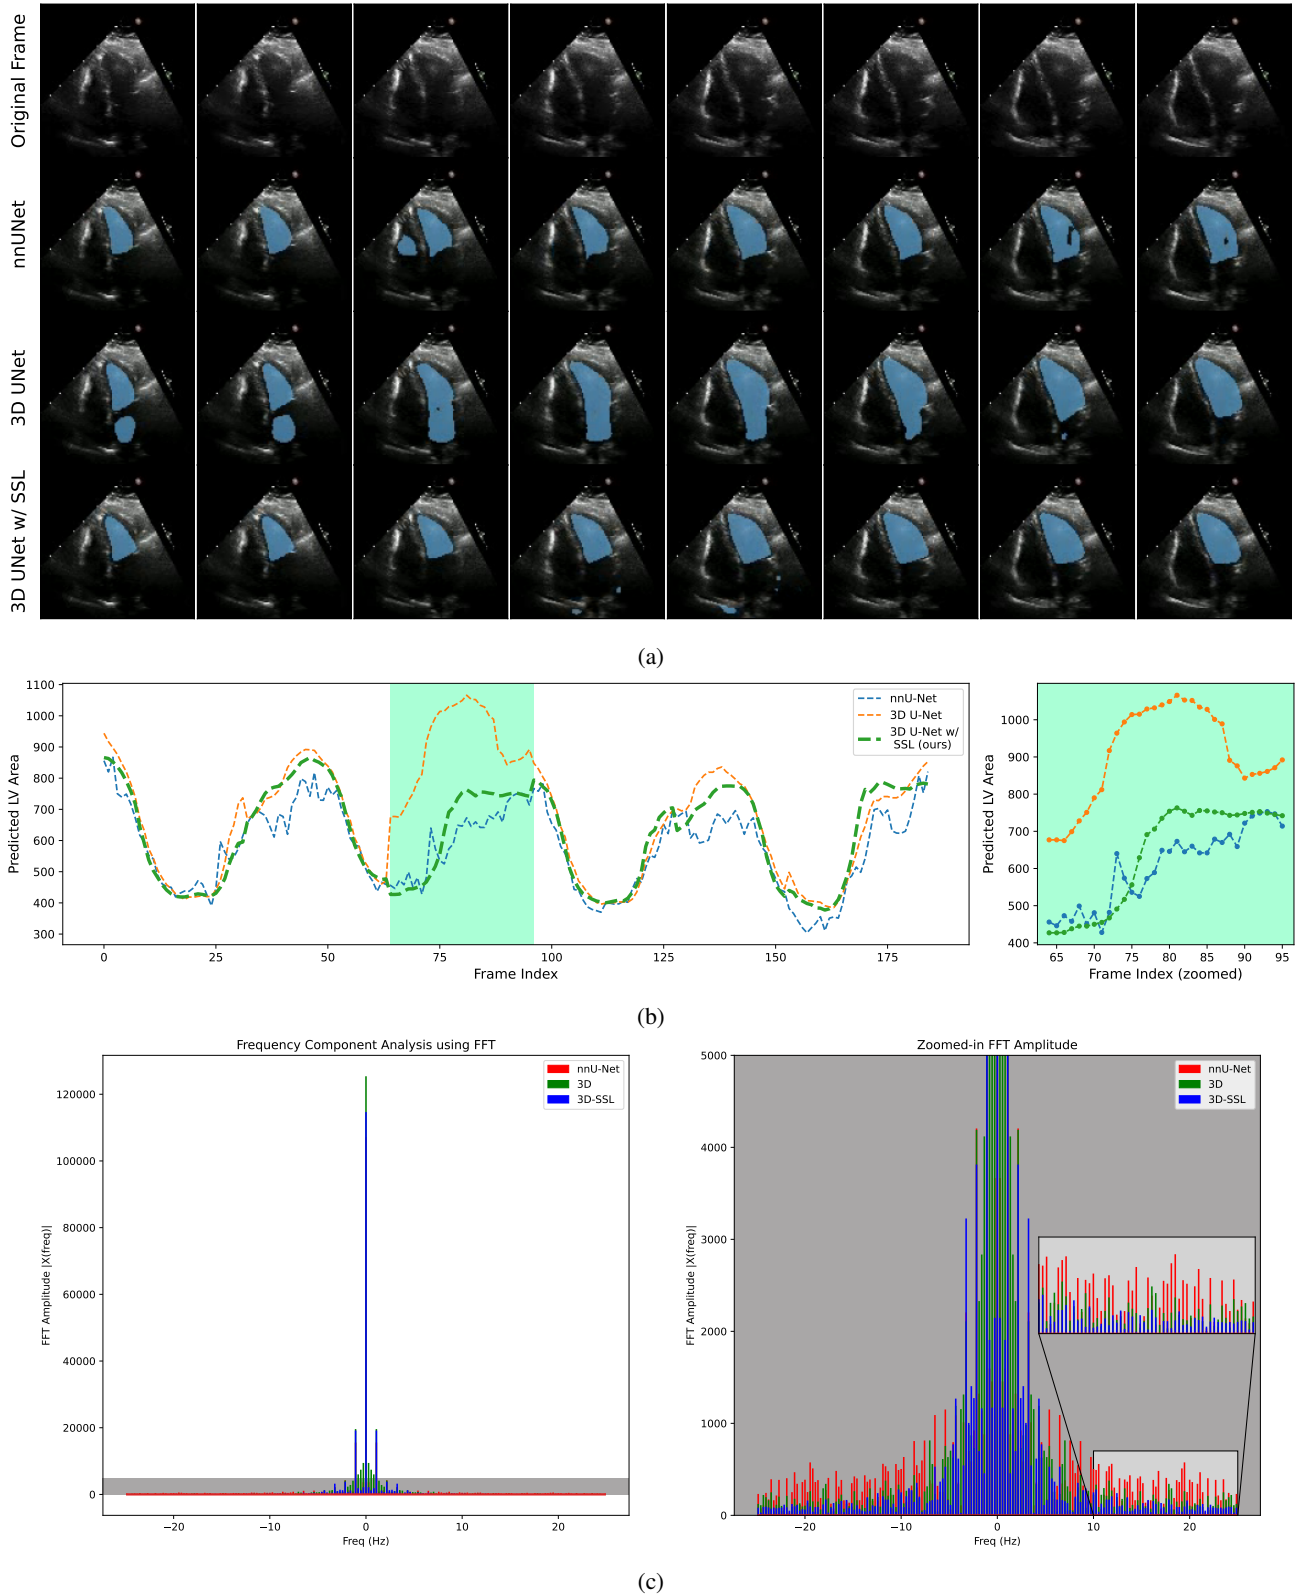 Original Frame
nnUNet
3D UNet
3D UNet w/ SSL
(a)
1100
1000
900
800
700
600
500
400
300
Predicted LV Area
nnU-Net
3D U-Net
3D U-Net w/
SSL (ours)
0 25 50 75 100 125 150 175
Frame Index
1000
900
800
700
600
500
400
Predicted LV Area
65 70 75 80 85 90 95
Frame Index (zoomed)
(b)
Frequency Component Analysis using FFT
nnU-Net
3D
3D-SSL
120000
100000
80000
60000
40000
20000
0
FFT Amplitude |X(freq)|
−20 −10 0 10 20
Freq (Hz)
Zoomed-in FFT Amplitude
nnU-Net
3D
3D-SSL
5000
4000
3000
2000
1000
0
FFT Amplitude |X(freq)|
−20 −10 0 10 20
Freq (Hz)
(c)